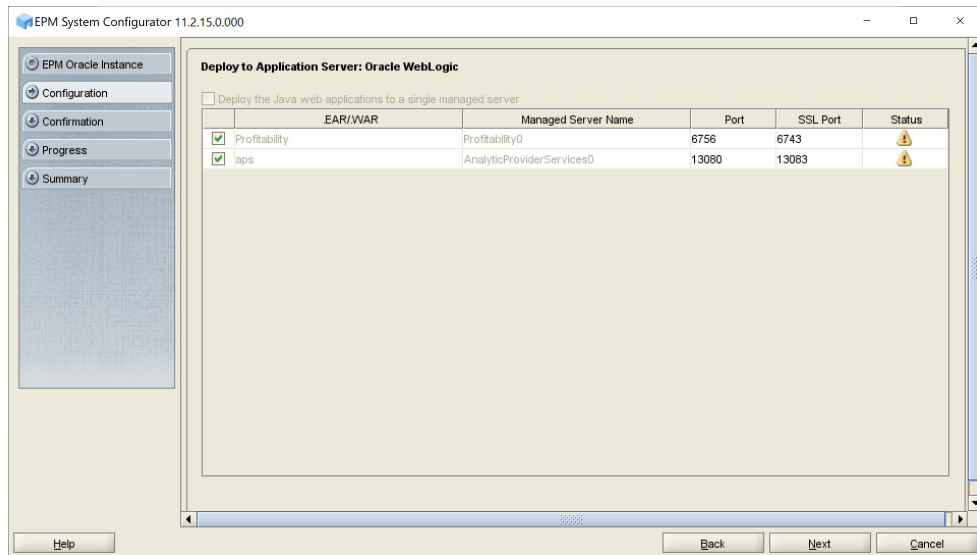 EPM System Configurator 11.2.15.0.000
EPM Oracle Instance
Configuration
Confirmation
Progress
Summary
Deploy to Application Server: Oracle WebLogic
Deploy the Java web applications to a single managed server
.EAR/.WAR Managed Server Name Port SSL Port Status
Profitability Profitability0 6756 6743
aps AnalyticProviderServices0 13080 13083
Help Back Next Cancel